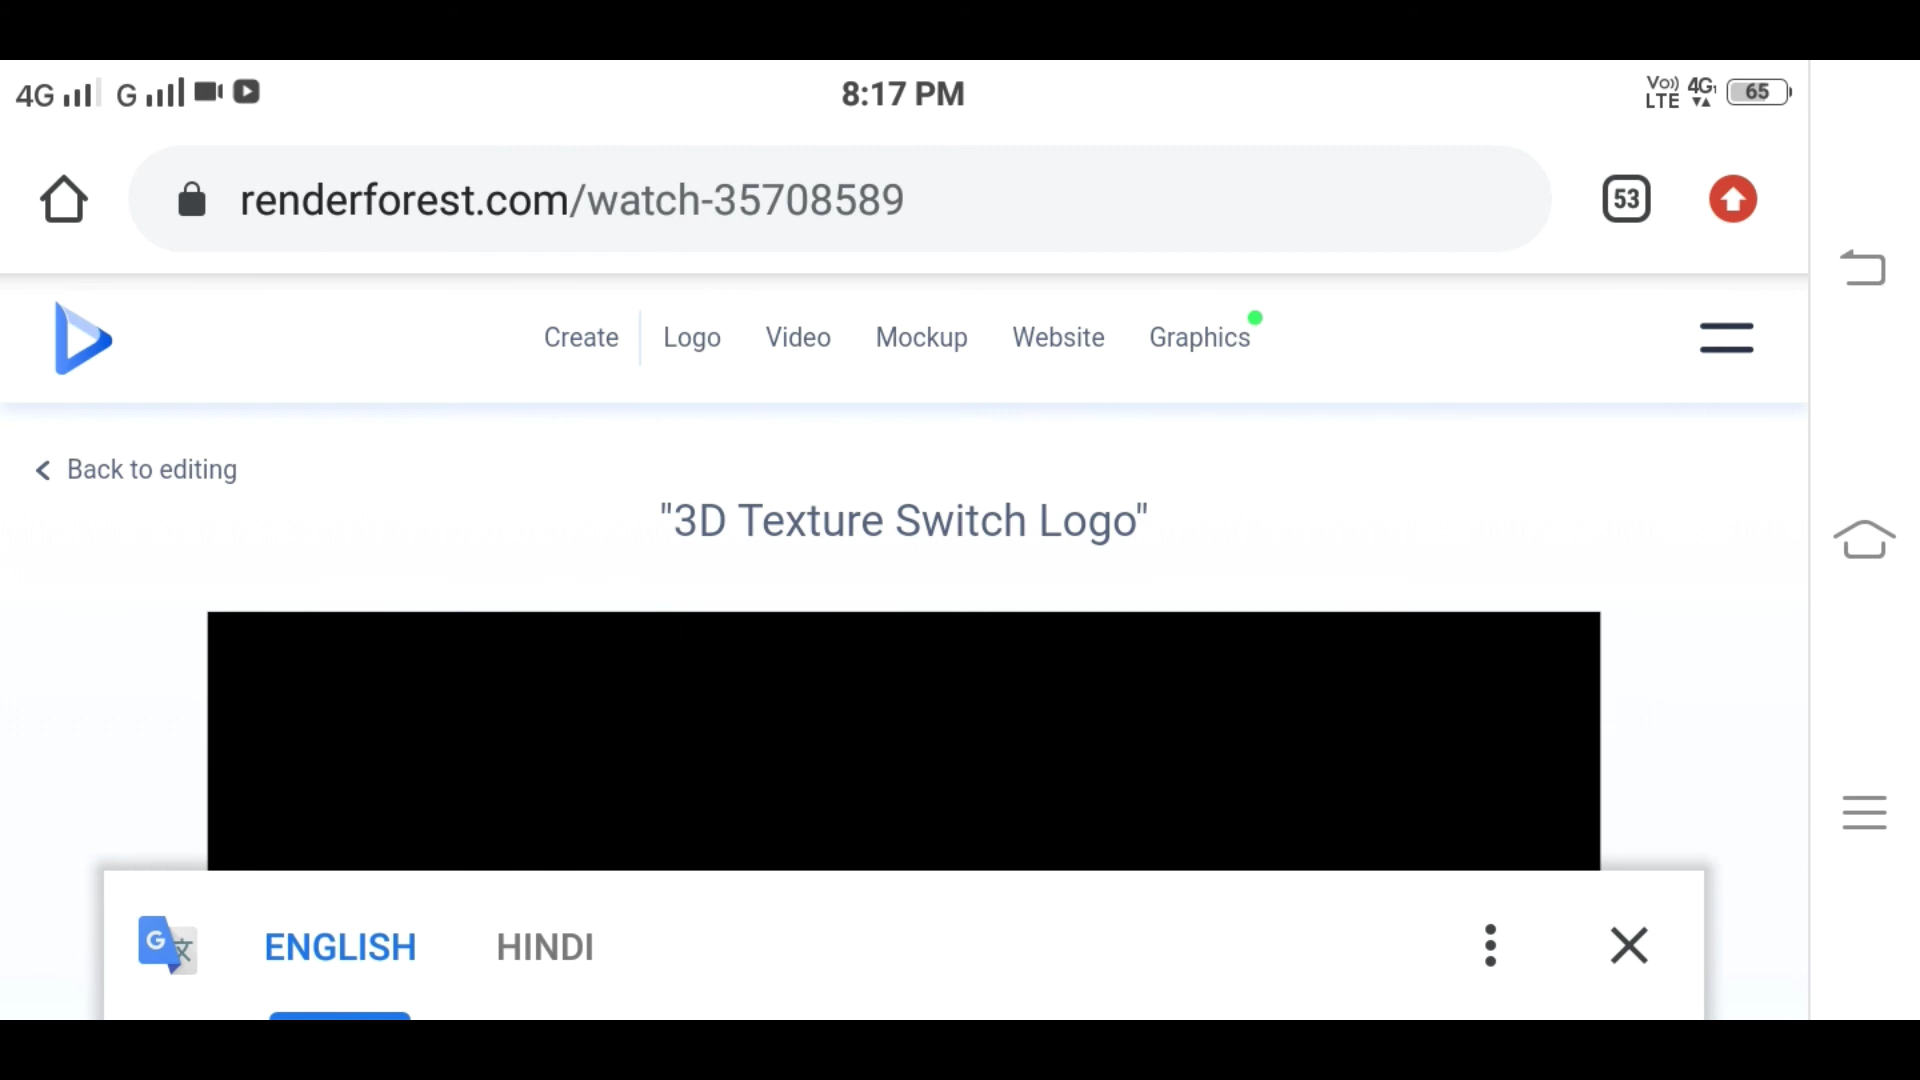 4G G 8:17 PM Vo)) LTE 4G 65
renderforest.com/watch-35708589 53
Create Logo Video Mockup Website Graphics
Back to editing
"3D Texture Switch Logo"
G 文 ENGLISH HINDI